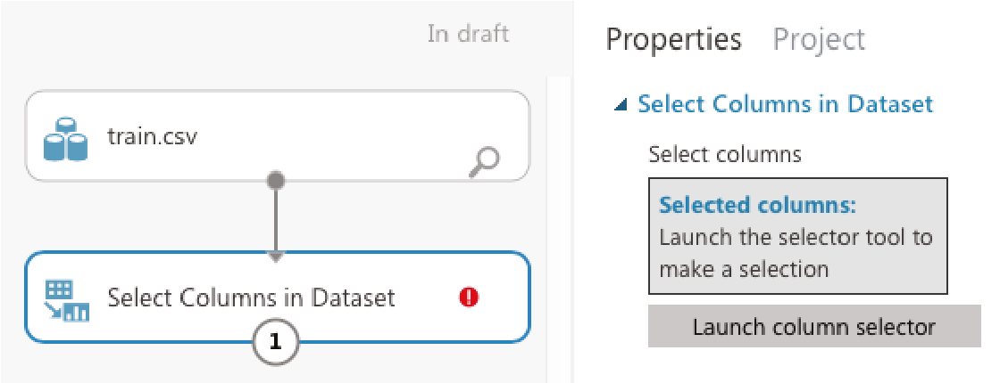 In draft
train.csv
Select Columns in Dataset
1
Properties Project
Select Columns in Dataset
Select columns
Selected columns:
Launch the selector tool to
make a selection
Launch column selector